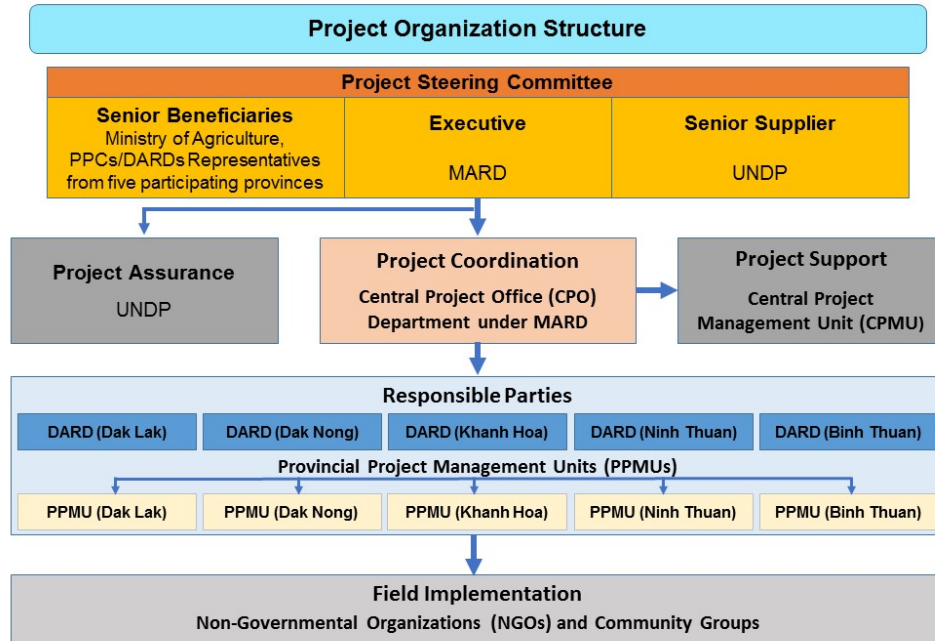 Project Organization Structure
Project Steering Committee
Senior Beneficiaries
Ministry of Agriculture,
PPCs/DARDs Representatives
from five participating provinces
Executive
MARD
Senior Supplier
UNDP
Project Assurance
UNDP
Project Coordination
Central Project Office (CPO)
Department under MARD
Project Support
Central Project
Management Unit (CPMU)
Responsible Parties
DARD (Dak Lak)
DARD (Dak Nong)
DARD (Khanh Hoa)
DARD (Ninh Thuan)
DARD (Binh Thuan)
Provincial Project Management Units (PPMUs)
PPMU (Dak Lak)
PPMU (Dak Nong)
PPMU (Khanh Hoa)
PPMU (Ninh Thuan)
PPMU (Binh Thuan)
Field Implementation
Non-Governmental Organizations (NGOs) and Community Groups